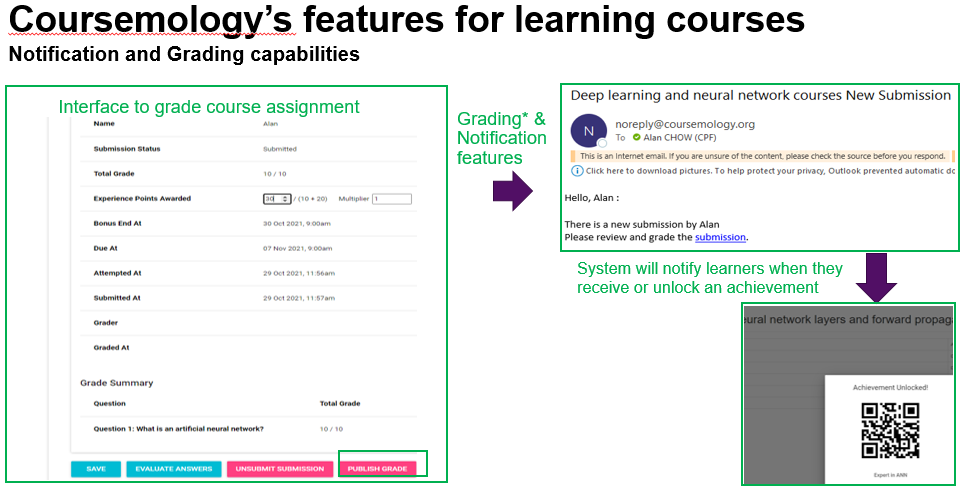 Coursemology's features for learning courses
Notification and Grading capabilities
Interface to grade course assignment
Name Alan
Submission Status Submitted
Total Grade 10 / 10
Experience Points Awarded 30 / (10 + 20) Multiplier 1
Bonus End At 30 Oct 2021, 9:00am
Due At 07 Nov 2021, 9:00am
Attempted At 29 Oct 2021, 11:56am
Submitted At 29 Oct 2021, 11:57am
Grader
Graded At
Grade Summary
Question Total Grade
Question 1: What is an artificial neural network? 10 / 10
SAVE EVALUATE ANSWERS UNSUBMIT SUBMISSION PUBLISH GRADE
Grading* &
Notification
features
Deep learning and neural network courses New Submission
N
noreply@coursemology.org
To Alan CHOW (CPF)
This is an Internet email. If you are unsure of the content, please check the source before you respond.
Click here to download pictures. To help protect your privacy, Outlook prevented automatic do
Hello, Alan :
There is a new submission by Alan
Please review and grade the submission.
System will notify learners when they
receive or unlock an achievement
eural network layers and forward propaga
Achievement Unlocked!
Expert in ANN